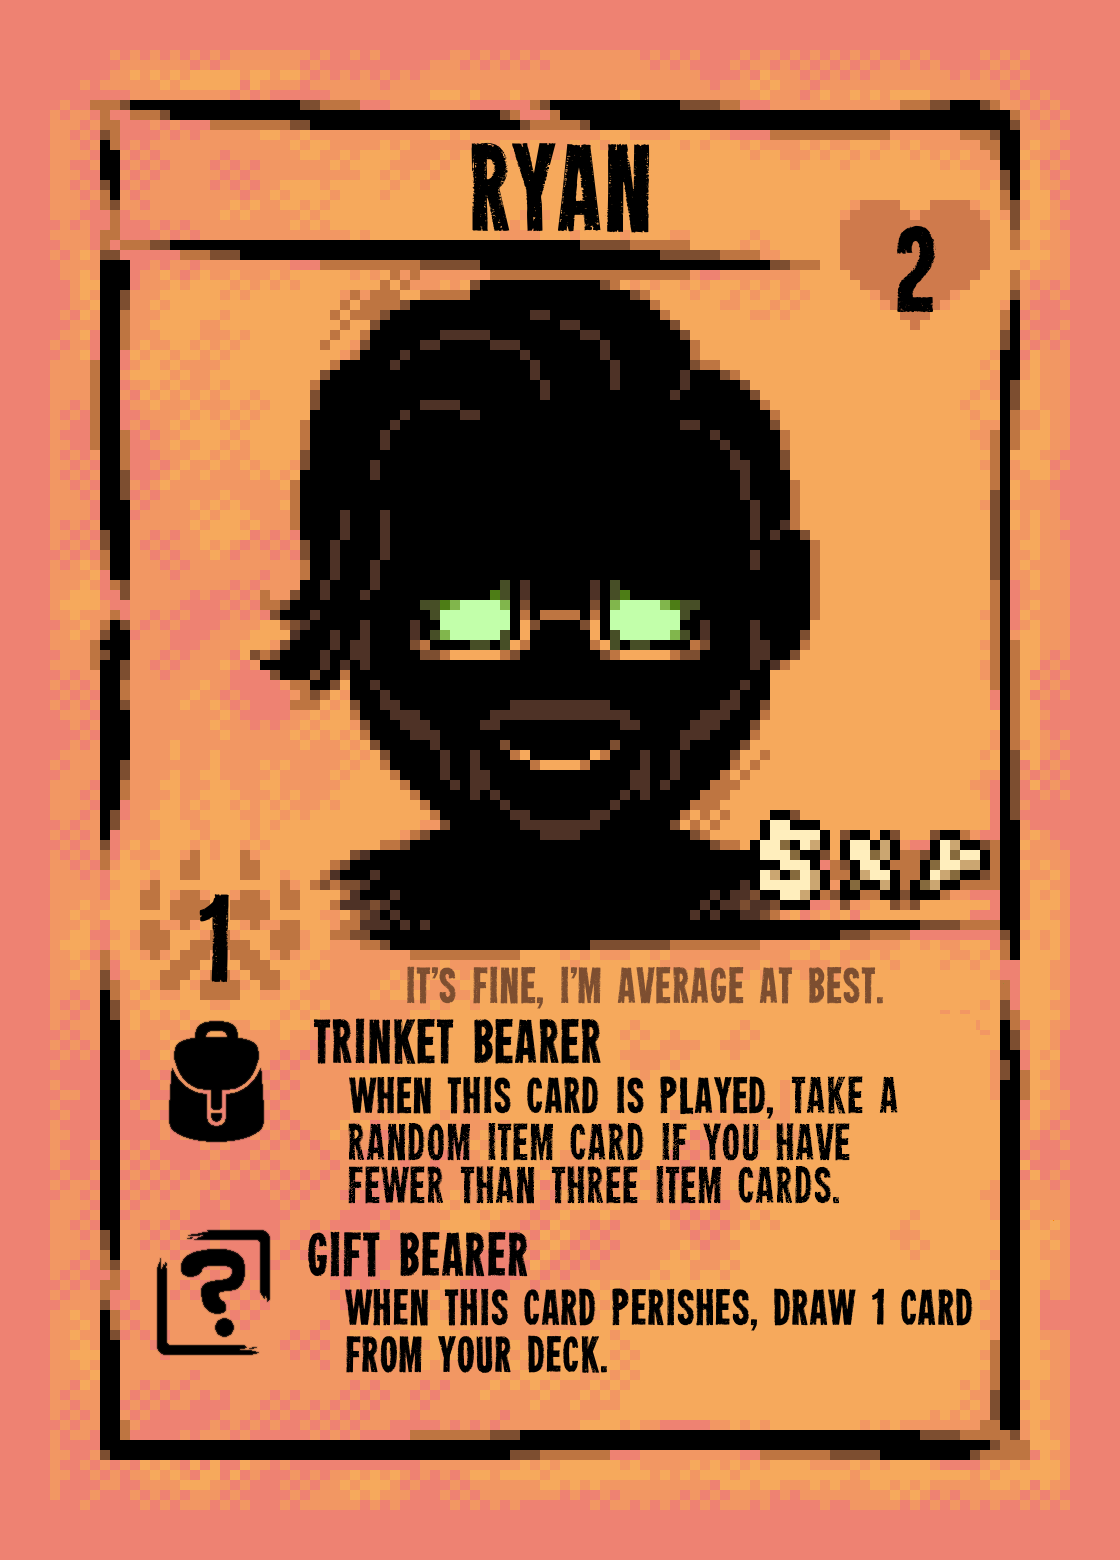 RYAN
2
5 X
1
IT'S FINE, I'M AVERAGE AT BEST.
TRINKET BEARER
WHEN THIS CARD IS PLAYED, TAKE A
RANDOM ITEM CARD IF YOU HAVE
FEWER THAN THREE ITEM CARDS.
?
GIFT BEARER
WHEN THIS CARD PERISHES, DRAW 1 CARD
FROM YOUR DECK.